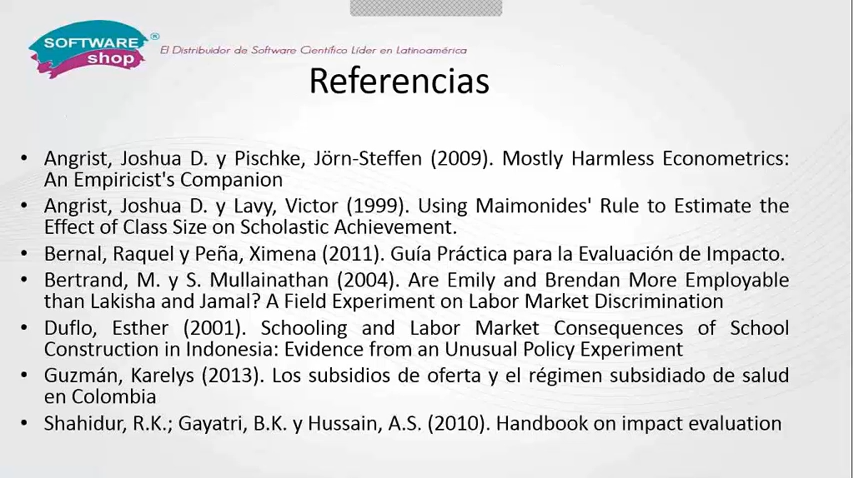 SOFTWARE
shop
®
El Distribuidor de Software Científico Líder en Latinoamérica
Referencias
• Angrist, Joshua D. y Pischke, Jörn-Steffen (2009). Mostly Harmless Econometrics:
An Empiricist's Companion
• Angrist, Joshua D. y Lavy, Victor (1999). Using Maimonides' Rule to Estimate the
Effect of Class Size on Scholastic Achievement.
• Bernal, Raquel y Peña, Ximena (2011). Guía Práctica para la Evaluación de Impacto.
• Bertrand, M. y S. Mullainathan (2004). Are Emily and Brendan More Employable
than Lakisha and Jamal? A Field Experiment on Labor Market Discrimination
• Duflo, Esther (2001). Schooling and Labor Market Consequences of School
Construction in Indonesia: Evidence from an Unusual Policy Experiment
• Guzmán, Karelys (2013). Los subsidios de oferta y el régimen subsidiado de salud
en Colombia
• Shahidur, R.K.; Gayatri, B.K. y Hussain, A.S. (2010). Handbook on impact evaluation